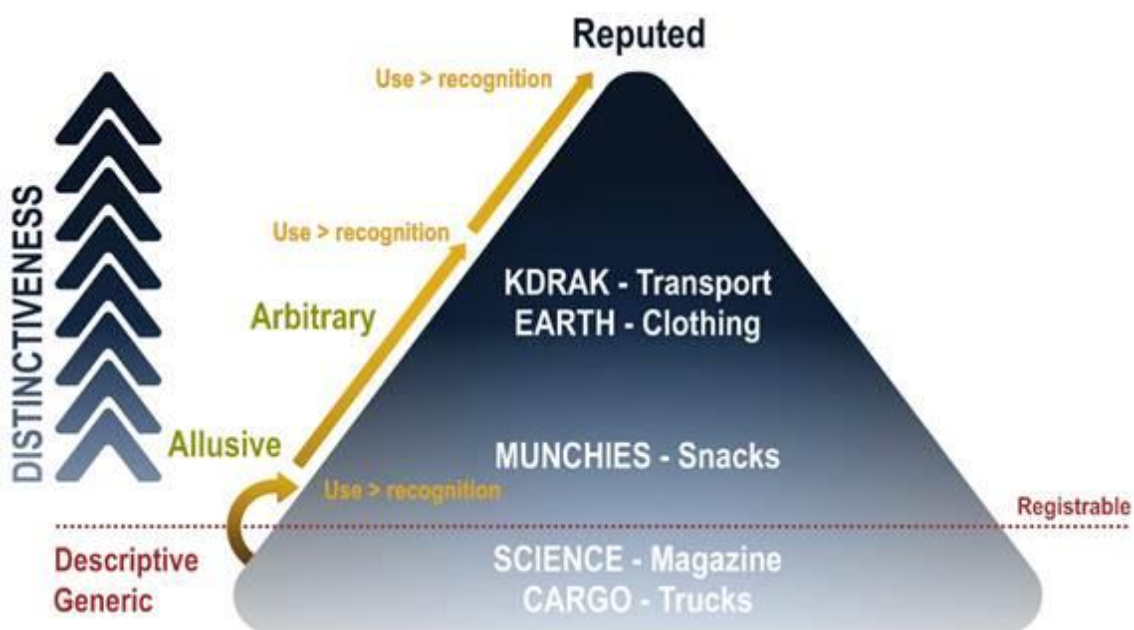 Reputed
Use > recognition
DISTINCTIVENESS
Use > recognition
KDRAK - Transport
Arbitrary
EARTH - Clothing
Allusive
MUNCHIES - Snacks
Use > recognition
Registrable
Descriptive
Generic
SCIENCE - Magazine
CARGO - Trucks